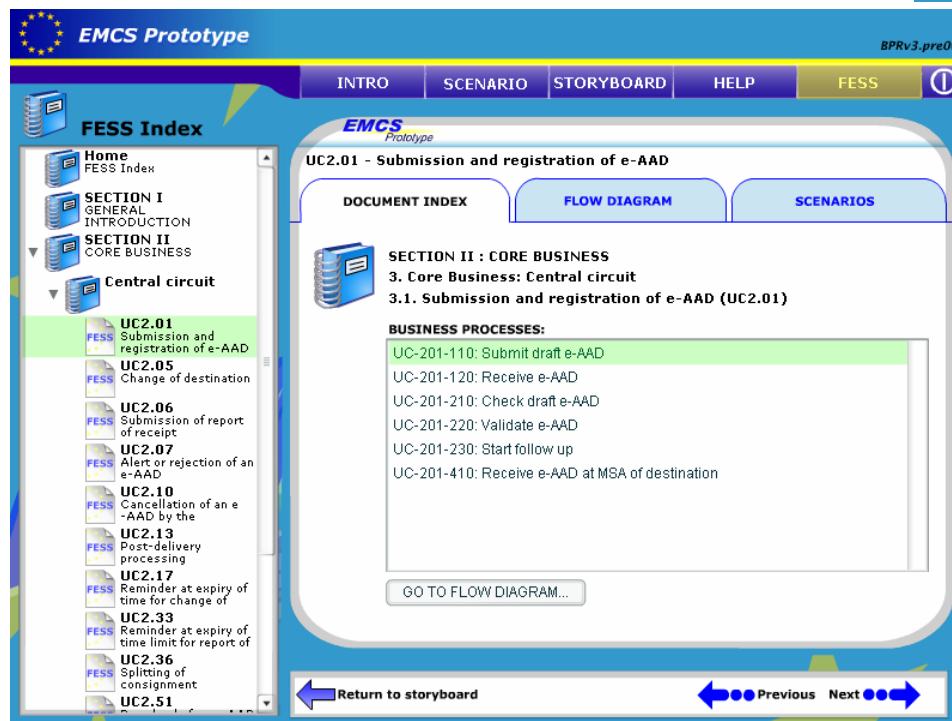 EMCS Prototype
BPRv3.pre0
INTRO
SCENARIO
STORYBOARD
HELP
FESS
FESS Index
Home
FESS Index
SECTION I
GENERAL
INTRODUCTION
SECTION II
CORE BUSINESS
Central circuit
UC2.01
FESS
Submission and
registration of e-AAD
UC2.05
FESS
Change of destination
UC2.06
FESS
Submission of report
of receipt
UC2.07
FESS
Alert or rejection of an
e-AAD
UC2.10
FESS
Cancellation of an e
-AAD by the
UC2.13
FESS
Post-delivery
processing
UC2.17
FESS
Reminder at expiry of
time for change of
UC2.33
FESS
Reminder at expiry of
time limit for report of
UC2.36
FESS
Splitting of
consignment
UC2.51
EMCS
Prototype
UC2.01 - Submission and registration of e-AAD
DOCUMENT INDEX
FLOW DIAGRAM
SCENARIOS
SECTION II : CORE BUSINESS
3. Core Business: Central circuit
3.1. Submission and registration of e-AAD (UC2.01)
BUSINESS PROCESSES:
UC-201-110: Submit draft e-AAD
UC-201-120: Receive e-AAD
UC-201-210: Check draft e-AAD
UC-201-220: Validate e-AAD
UC-201-230: Start follow up
UC-201-410: Receive e-AAD at MSA of destination
GO TO FLOW DIAGRAM...
Return to storyboard
Previous
Next